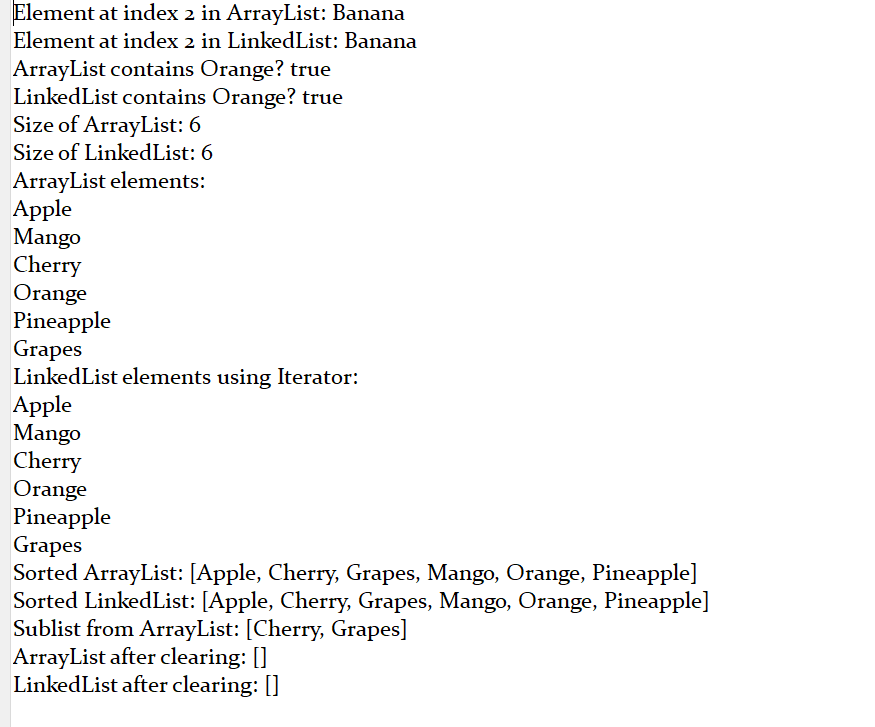 Element at index 2 in ArrayList: Banana
Element at index 2 in LinkedList: Banana
ArrayList contains Orange? true
LinkedList contains Orange? true
Size of ArrayList: 6
Size of LinkedList: 6
ArrayList elements:
Apple
Mango
Cherry
Orange
Pineapple
Grapes
LinkedList elements using Iterator:
Apple
Mango
Cherry
Orange
Pineapple
Grapes
Sorted ArrayList: [Apple, Cherry, Grapes, Mango, Orange, Pineapple]
Sorted LinkedList: [Apple, Cherry, Grapes, Mango, Orange, Pineapple]
Sublist from ArrayList: [Cherry, Grapes]
ArrayList after clearing: []
LinkedList after clearing: []